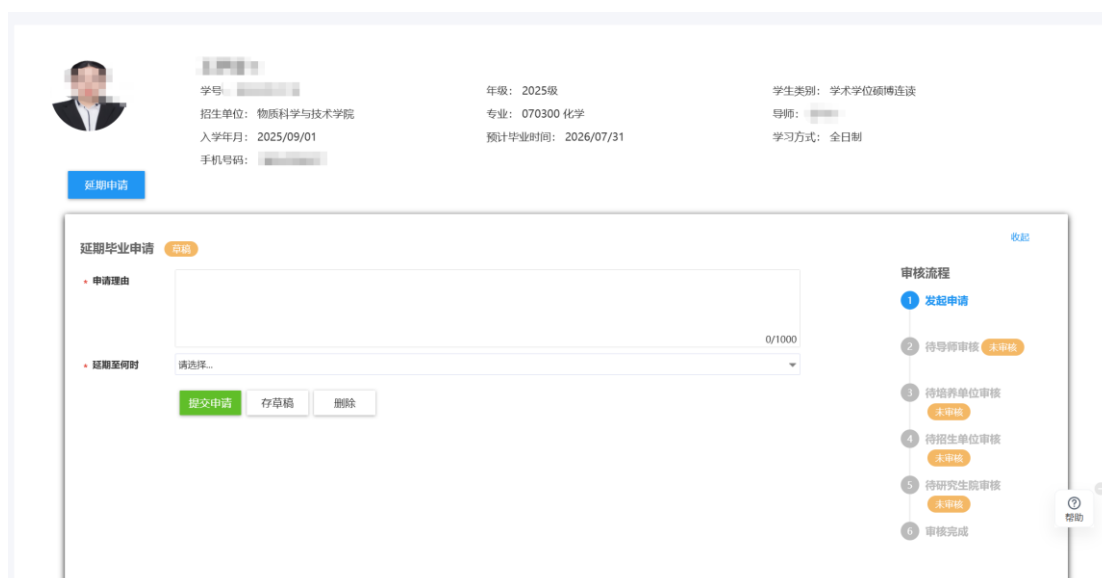 学号:
年级: 2025级
学生类别: 学术学位硕博连读
招生单位: 物质科学与技术学院
专业: 070300 化学
导师:
入学年月: 2025/09/01
预计毕业时间: 2026/07/31
学习方式: 全日制
手机号码:
延期申请
收起
延期毕业申请 草稿
* 申请理由
0/1000
* 延期至何时
请选择...
提交申请 存草稿 删除
审核流程
1 发起申请
2 待导师审核 未审核
3 待培养单位审核
未审核
4 待招生单位审核
未审核
5 待研究生院审核
未审核
6 审核完成
帮助